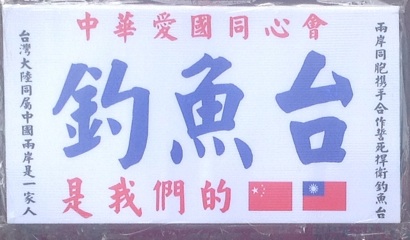 中華愛國同心會
兩岸同胞携手合作誓死捍衛釣魚台
釣魚台
台灣大陸同属中國兩岸是一家人
是我們的